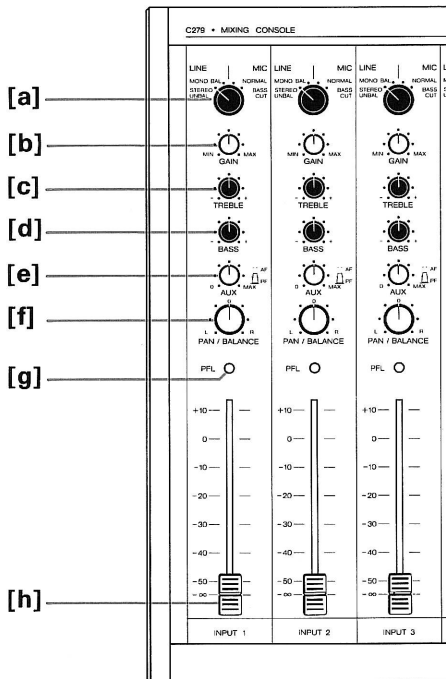 C279 • MIXING CONSOLE
LINE MIC LINE MIC LINE MIC L
MONO BAL. NORMAL MONO BAL. NORMAL MONO BAL. NORMAL M
STEREO UNBAL. BASS CUT STEREO UNBAL. BASS CUT STEREO UNBAL. BASS CUT
[a]
[b]
MIN MAX MIN MAX MIN MAX
GAIN GAIN GAIN
[c]
- + - + - +
TREBLE TREBLE TREBLE
[d]
- + - + - +
BASS BASS BASS
[e]
AF AF AF
0 MAX PF 0 MAX PF 0 MAX PF
AUX AUX AUX
[f]
0 0 0
L R L R L R
PAN / BALANCE PAN / BALANCE PAN / BALANCE
[g]
PFL PFL PFL
+10 +10 +10
0 0 0
-10 -10 -10
-20 -20 -20
-30 -30 -30
-40 -40 -40
-50 -50 -50
-∞ -∞ -∞
[h]
INPUT 1 INPUT 2 INPUT 3